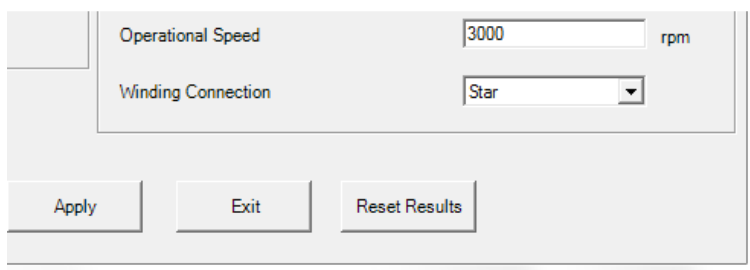 Operational Speed 3000 rpm
Winding Connection Star
Apply Exit Reset Results